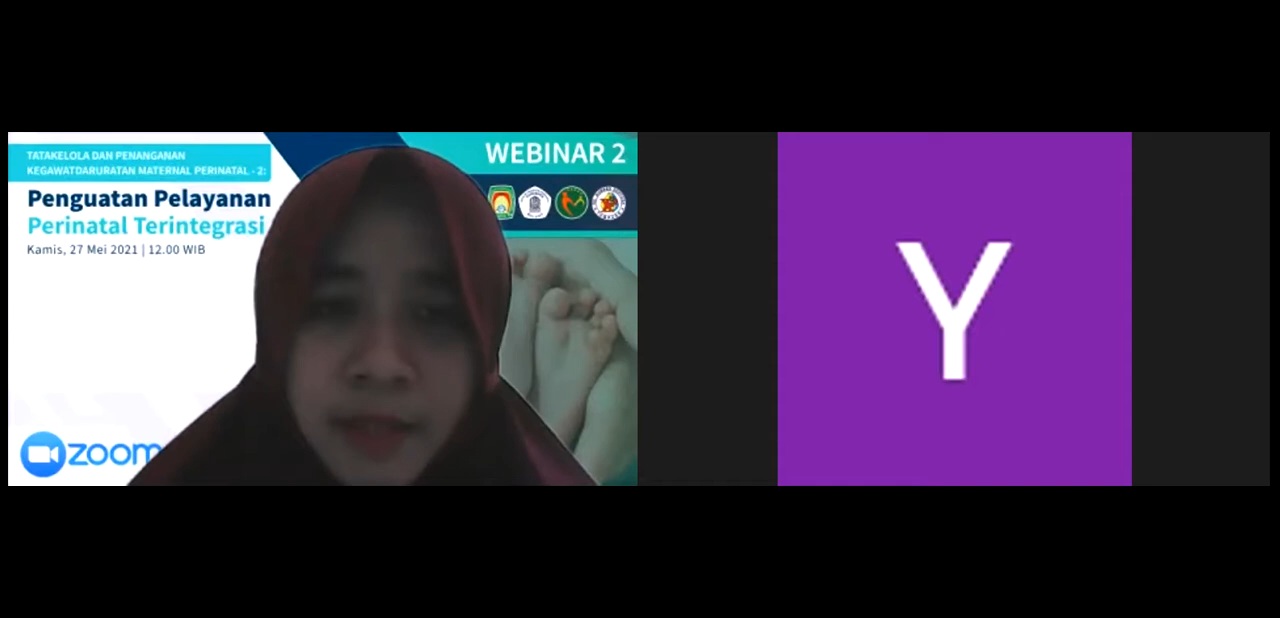 TATAKELOLA DAN PENANGANAN
KEGAWATDARURATAN MATERNAL PERINATAL - 2:
Penguatan Pelayanan
Perinatal Terintegrasi
Kamis, 27 Mei 2021 | 12.00 WIB
WEBINAR 2
zoom
Y